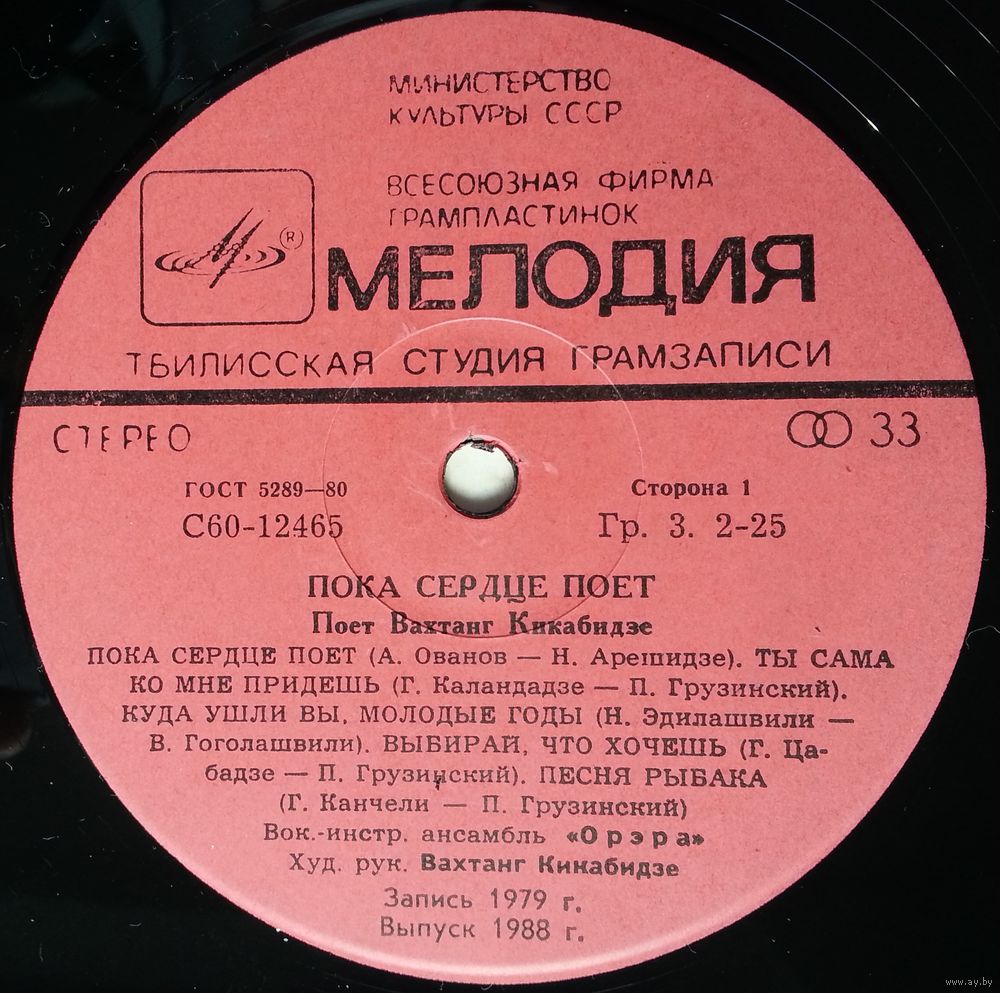 МИНИСТЕРСТВО
КУЛЬТУРЫ СССР
ВСЕСОЮЗНАЯ ФИРМА
ГРАМПЛАСТИНОК
®
МЕЛОДИЯ
ТБИЛИССКАЯ СТУДИЯ ГРАМЗАПИСИ
СТЕРЕО
33
ГОСТ 5289—80
Сторона 1
С60-12465
Гр. 3. 2-25
ПОКА СЕРДЦЕ ПОЕТ
Поет Вахтанг Кикабидзе
ПОКА СЕРДЦЕ ПОЕТ (А. Ованов — Н. Арешидзе). ТЫ САМА
КО МНЕ ПРИДЕШЬ (Г. Каландадзе — П. Грузинский).
КУДА УШЛИ ВЫ, МОЛОДЫЕ ГОДЫ (Н. Эдилашвили —
В. Гоголашвили). ВЫБИРАЙ, ЧТО ХОЧЕШЬ (Г. Ца-
бадзе — П. Грузинский). ПЕСНЯ РЫБАКА
(Г. Канчели — П. Грузинский)
Вок.-инстр. ансамбль «Орэра»
Худ. рук. Вахтанг Кикабидзе
Запись 1979 г.
Выпуск 1988 г.
www.ay.by